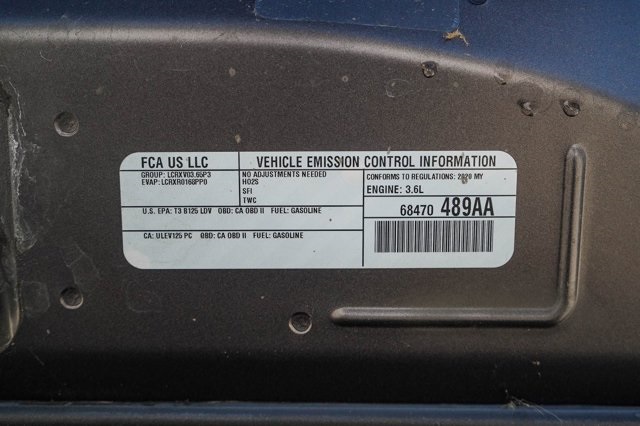 FCA US LLC
VEHICLE EMISSION CONTROL INFORMATION
GROUP: LCRXV03.65P3
EVAP: LCRXR0160PP0
NO ADJUSTMENTS NEEDED
HO2S
SFI
TWC
CONFORMS TO REGULATIONS: 2020 MY
ENGINE: 3.6L
U.S. EPA: T3 B125 LDV OBD: CA OBD II FUEL: GASOLINE
68470 489AA
CA: ULEV125 PC OBD: CA OBD II FUEL: GASOLINE